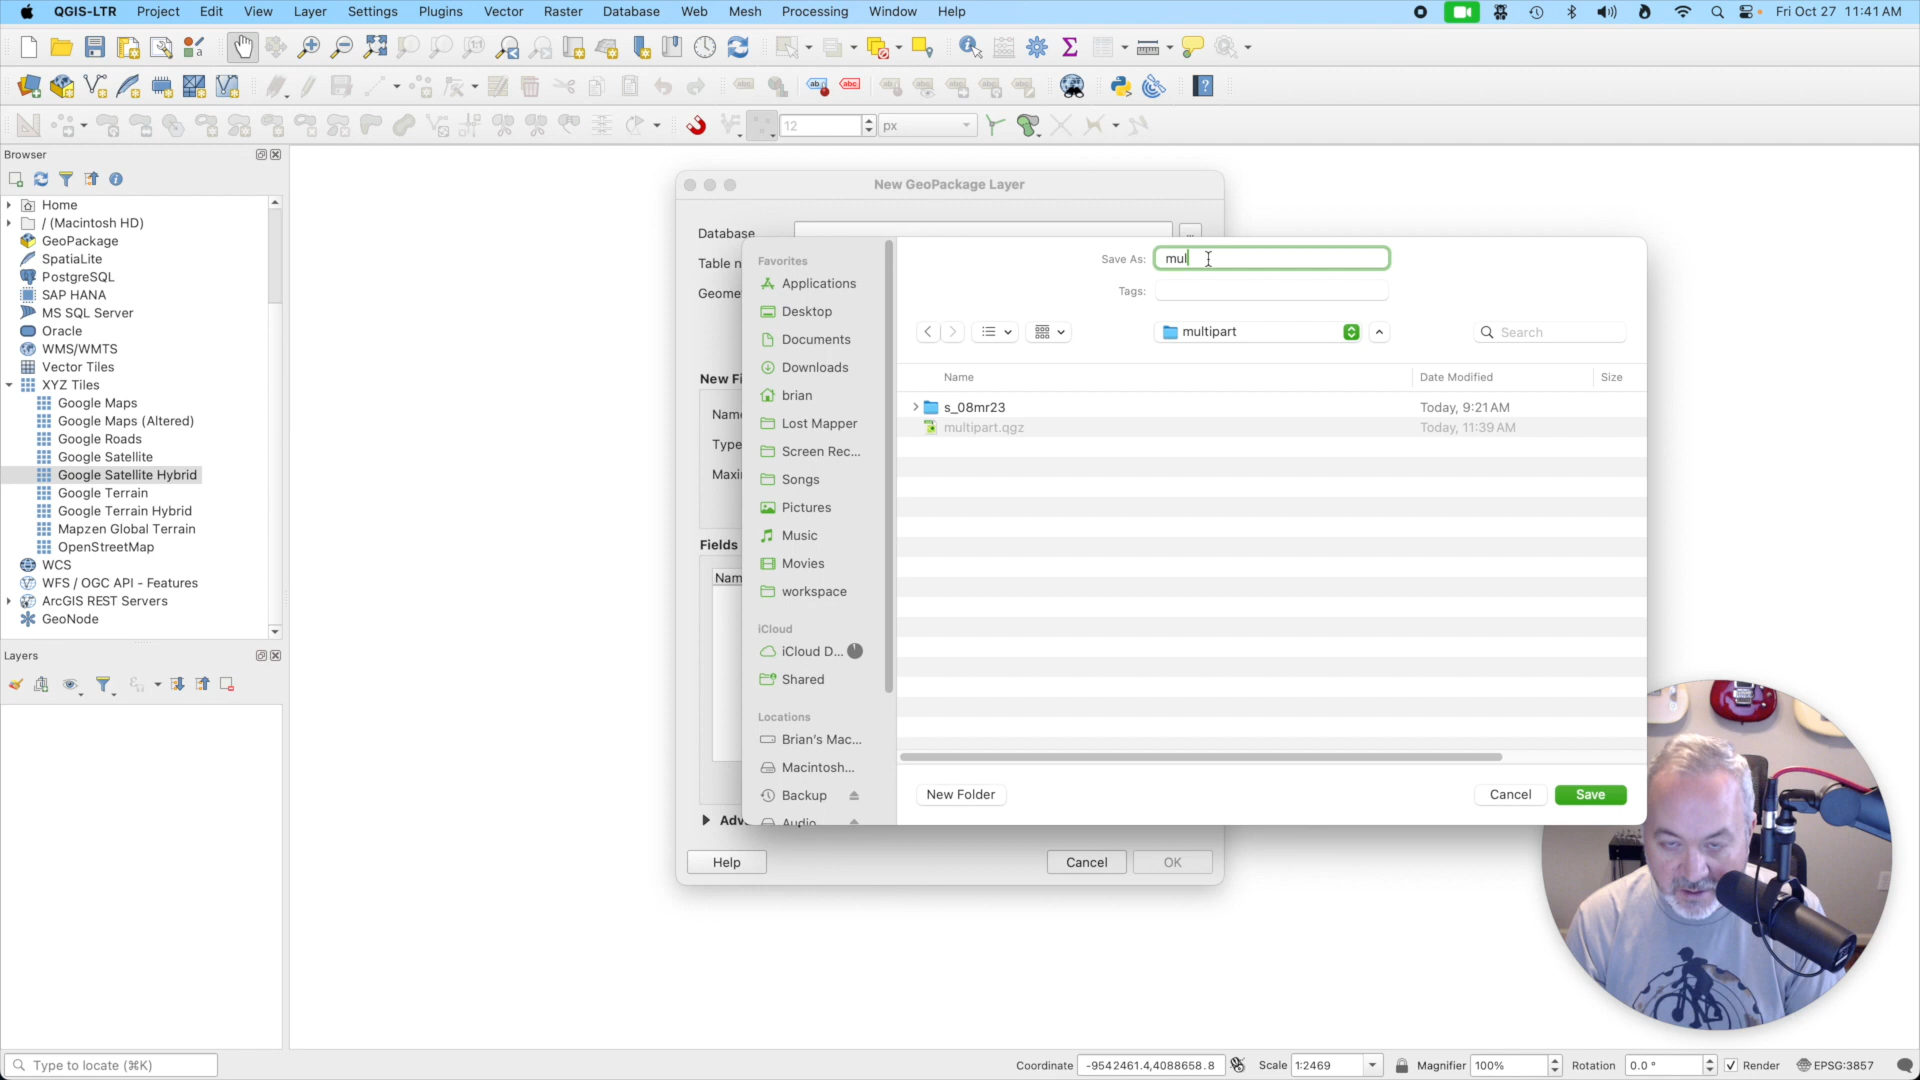 QGIS-LTR Project Edit View Layer Settings Plugins Vector Raster Database Web Mesh Processing Window Help Fri Oct 27 11:41 AM
12 px
Browser
Home
/ (Macintosh HD)
GeoPackage
SpatiaLite
PostgreSQL
SAP HANA
MS SQL Server
Oracle
WMS/WMTS
Vector Tiles
XYZ Tiles
Google Maps
Google Maps (Altered)
Google Roads
Google Satellite
Google Satellite Hybrid
Google Terrain
Google Terrain Hybrid
Mapzen Global Terrain
OpenStreetMap
WCS
WFS / OGC API - Features
ArcGIS REST Servers
GeoNode
Layers
New GeoPackage Layer
Database
Table n
Geome
New Fi
Name
Type
Maxi
Fields
Nam
Adv
Help Cancel OK
Favorites
Applications
Desktop
Documents
Downloads
brian
Lost Mapper
Screen Rec...
Songs
Pictures
Music
Movies
workspace
iCloud
iCloud D...
Shared
Locations
Brian's Mac...
Macintosh...
Backup
Audio
Save As: mul
Tags:
multipart
Search
Name Date Modified Size
s_08mr23 Today, 9:21 AM
multipart.qgz Today, 11:39 AM
New Folder Cancel Save
Type to locate (⌘K) Coordinate -9542461.4,4088658.8 Scale 1:2469 Magnifier 100% Rotation 0.0 ° Render EPSG:3857